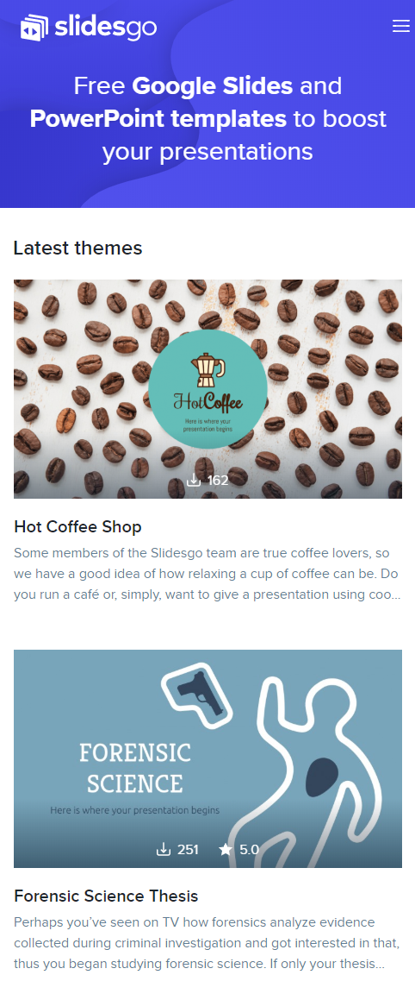 slidesgo
Free Google Slides and
PowerPoint templates to boost
your presentations
Latest themes
HotCoffee
Here is where your
presentation begins
162
Hot Coffee Shop
Some members of the Slidesgo team are true coffee lovers, so
we have a good idea of how relaxing a cup of coffee can be. Do
you run a café or, simply, want to give a presentation using coo...
FORENSIC
SCIENCE
Here is where your presentation begins
251 5.0
Forensic Science Thesis
Perhaps you’ve seen on TV how forensics analyze evidence
collected during criminal investigation and got interested in that,
thus you began studying forensic science. If only your thesis...